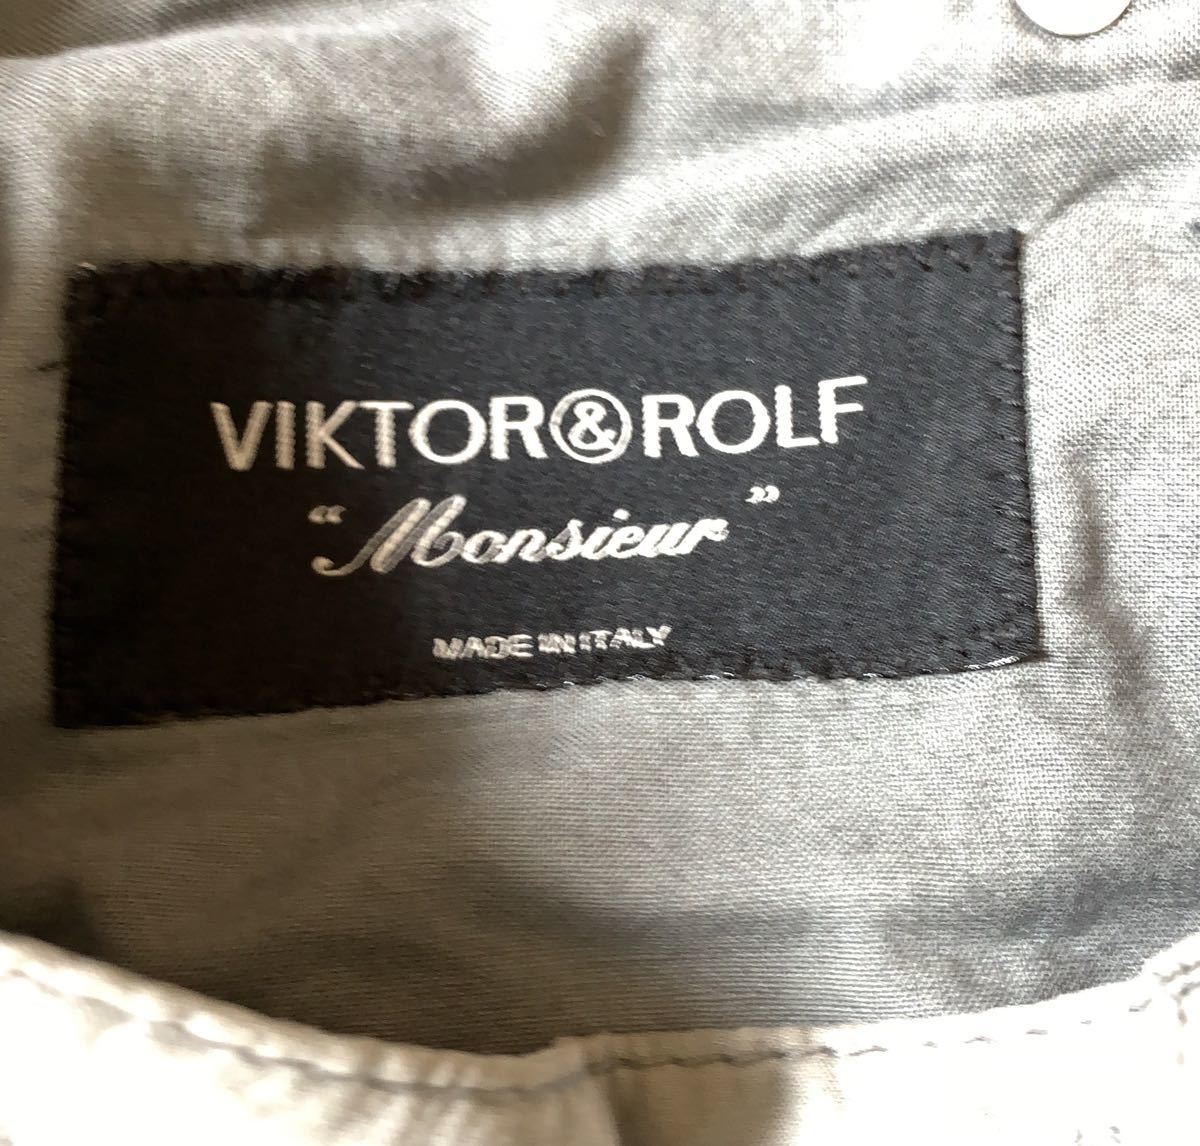 VIKTOR&ROLF
“Monsieur”
MADE IN ITALY